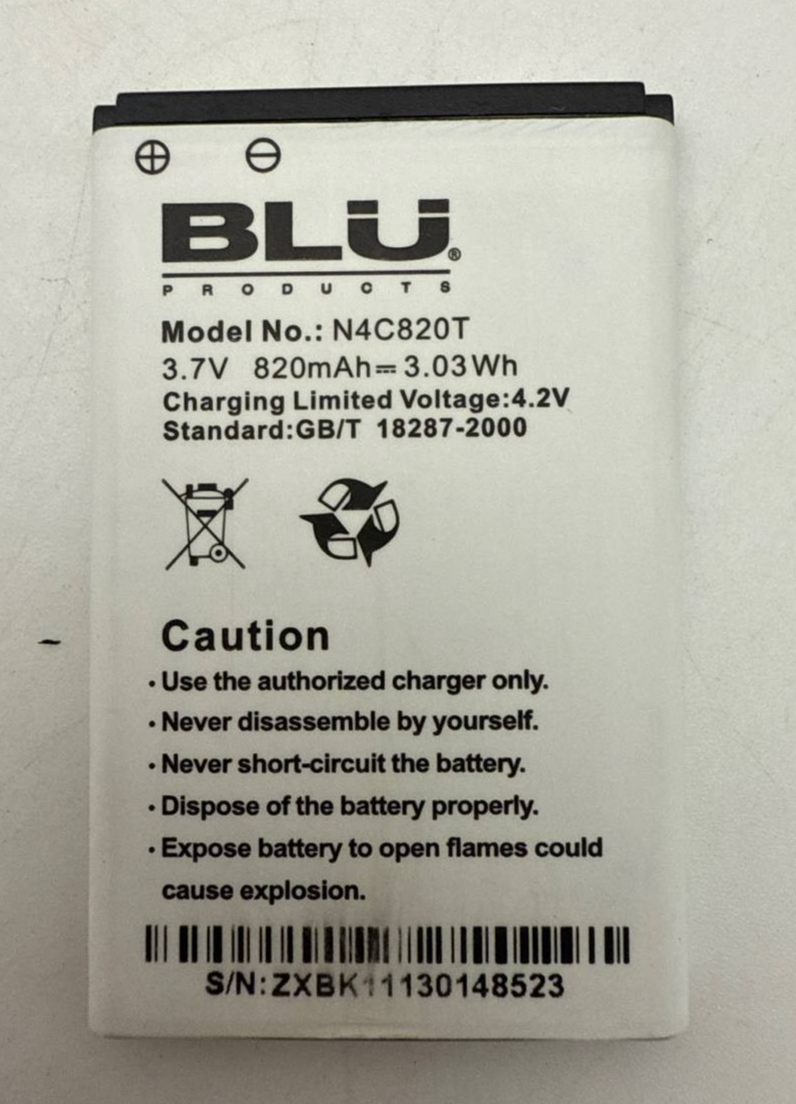 BLU®
PRODUCTS
Model No.: N4C820T
3.7V 820mAh⎓3.03Wh
Charging Limited Voltage:4.2V
Standard:GB/T 18287-2000
Caution
· Use the authorized charger only.
· Never disassemble by yourself.
· Never short-circuit the battery.
· Dispose of the battery properly.
· Expose battery to open flames could
cause explosion.
S/N:ZXBK11130148523